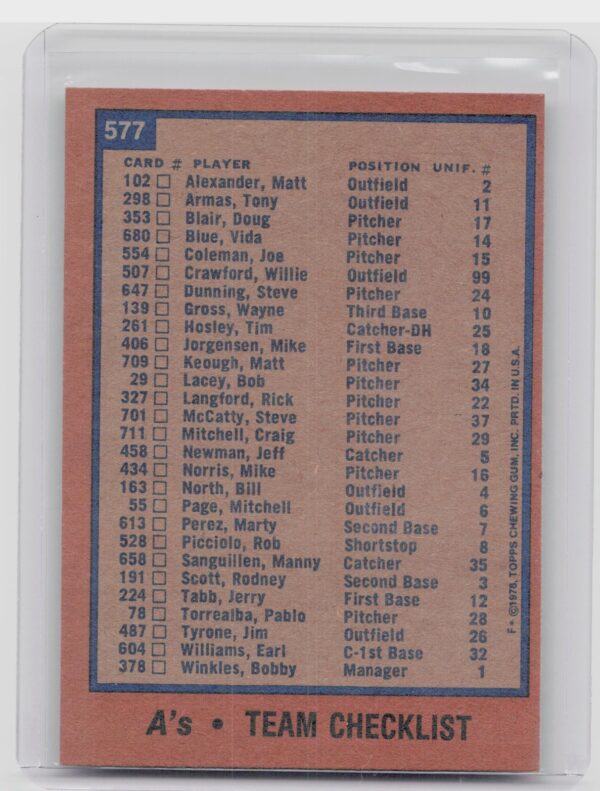 577
CARD # PLAYER POSITION UNIF. #
102 □ Alexander, Matt Outfield 2
298 □ Armas, Tony Outfield 11
353 □ Blair, Doug Pitcher 17
680 □ Blue, Vida Pitcher 14
554 □ Coleman, Joe Pitcher 15
507 □ Crawford, Willie Outfield 99
647 □ Dunning, Steve Pitcher 24
139 □ Gross, Wayne Third Base 10
261 □ Hosley, Tim Catcher-DH 25
406 □ Jorgensen, Mike First Base 18
709 □ Keough, Matt Pitcher 27
29 □ Lacey, Bob Pitcher 34
327 □ Langford, Rick Pitcher 22
701 □ McCatty, Steve Pitcher 37
711 □ Mitchell, Craig Pitcher 29
458 □ Newman, Jeff Catcher 5
434 □ Norris, Mike Pitcher 16
163 □ North, Bill Outfield 4
55 □ Page, Mitchell Outfield 6
613 □ Perez, Marty Second Base 7
528 □ Picciolo, Rob Shortstop 8
658 □ Sanguillen, Manny Catcher 35
191 □ Scott, Rodney Second Base 3
224 □ Tabb, Jerry First Base 12
78 □ Torrealba, Pablo Pitcher 28
487 □ Tyrone, Jim Outfield 26
604 □ Williams, Earl C-1st Base 32
378 □ Winkles, Bobby Manager 1
F* ©1978, TOPPS CHEWING GUM, INC. PRTD. IN U.S.A.
A's • TEAM CHECKLIST